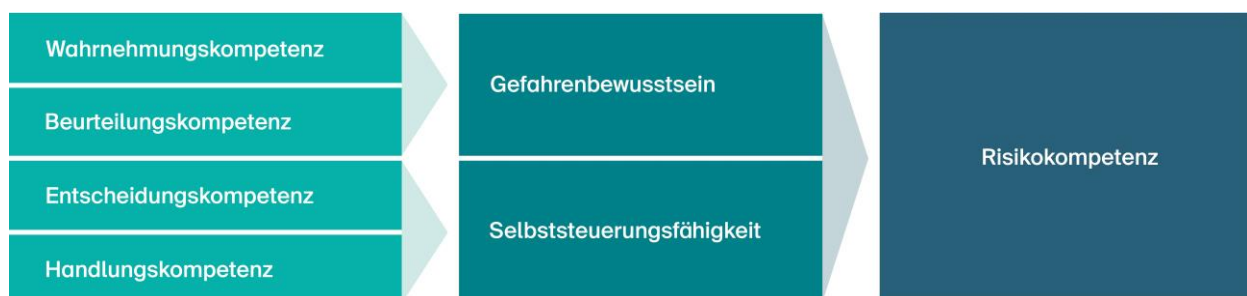 Wahrnehmungskompetenz
Beurteilungskompetenz
Entscheidungskompetenz
Handlungskompetenz
Gefahrenbewusstsein
Selbststeuerungsfähigkeit
Risikokompetenz